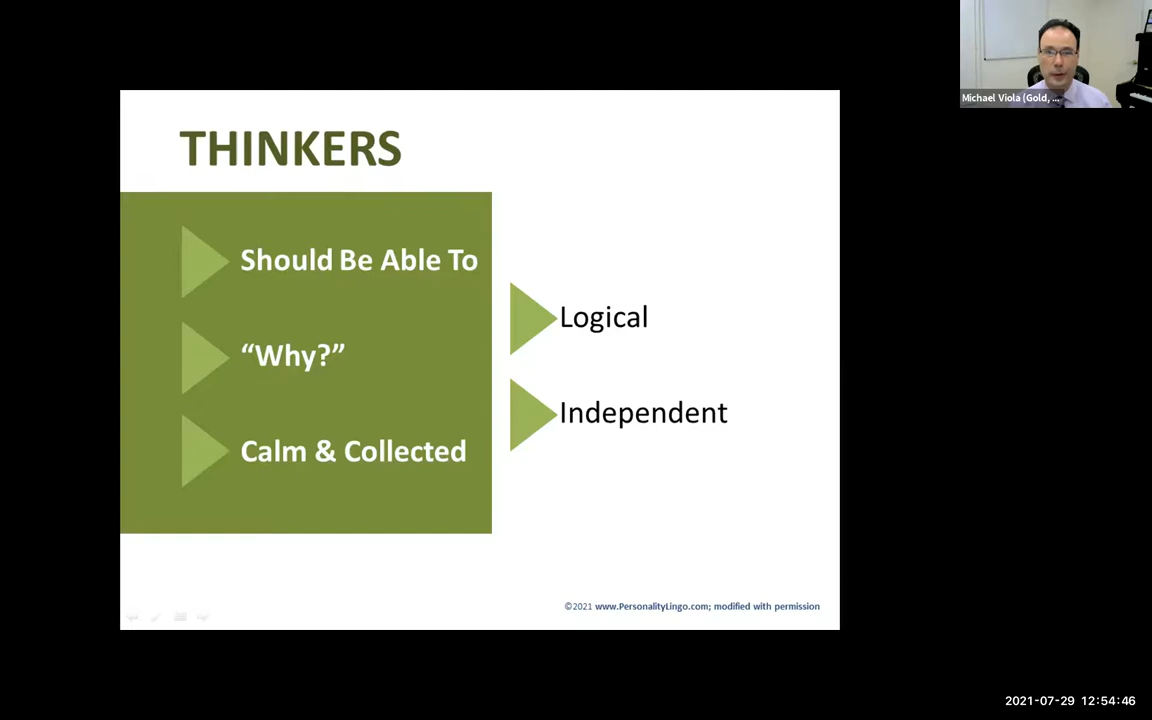 Michael Viola (Gold, ...
THINKERS
Should Be Able To
“Why?”
Calm & Collected
Logical
Independent
©2021 www.PersonalityLingo.com; modified with permission
2021-07-29 12:54:46